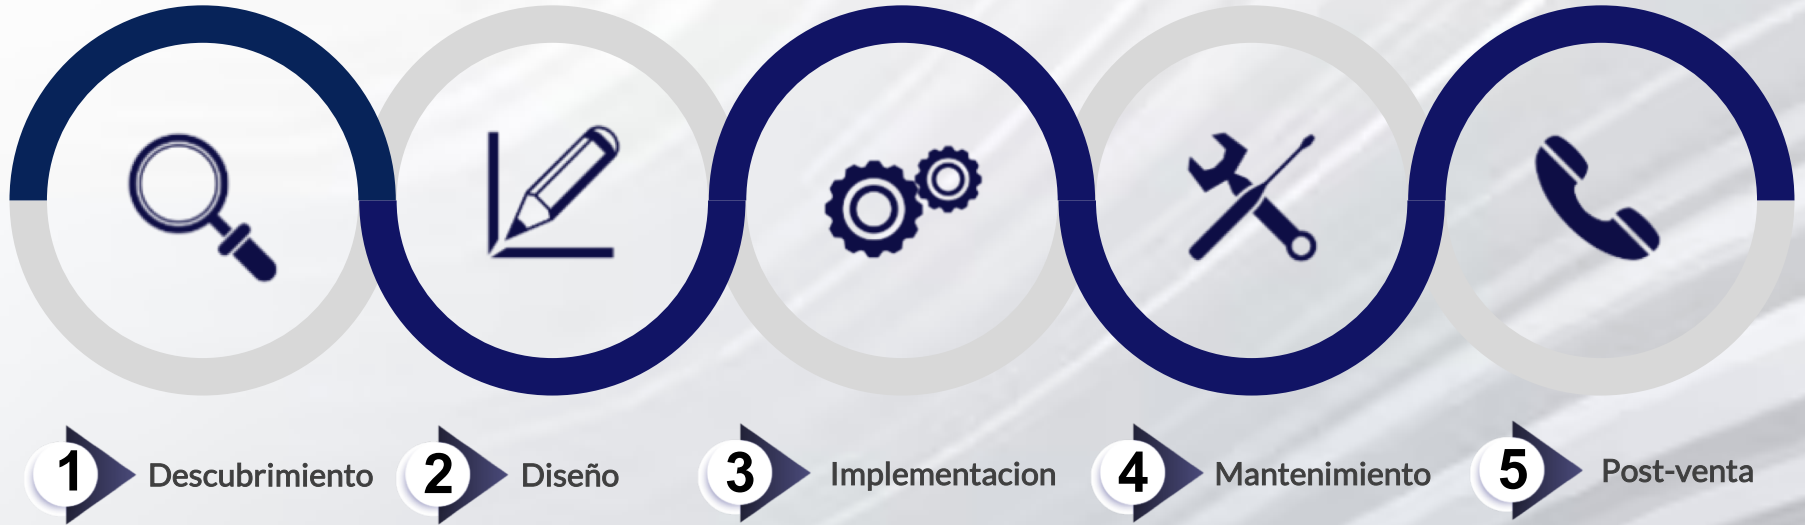 1 Descubrimiento
2 Diseño
3 Implementacion
4 Mantenimiento
5 Post-venta